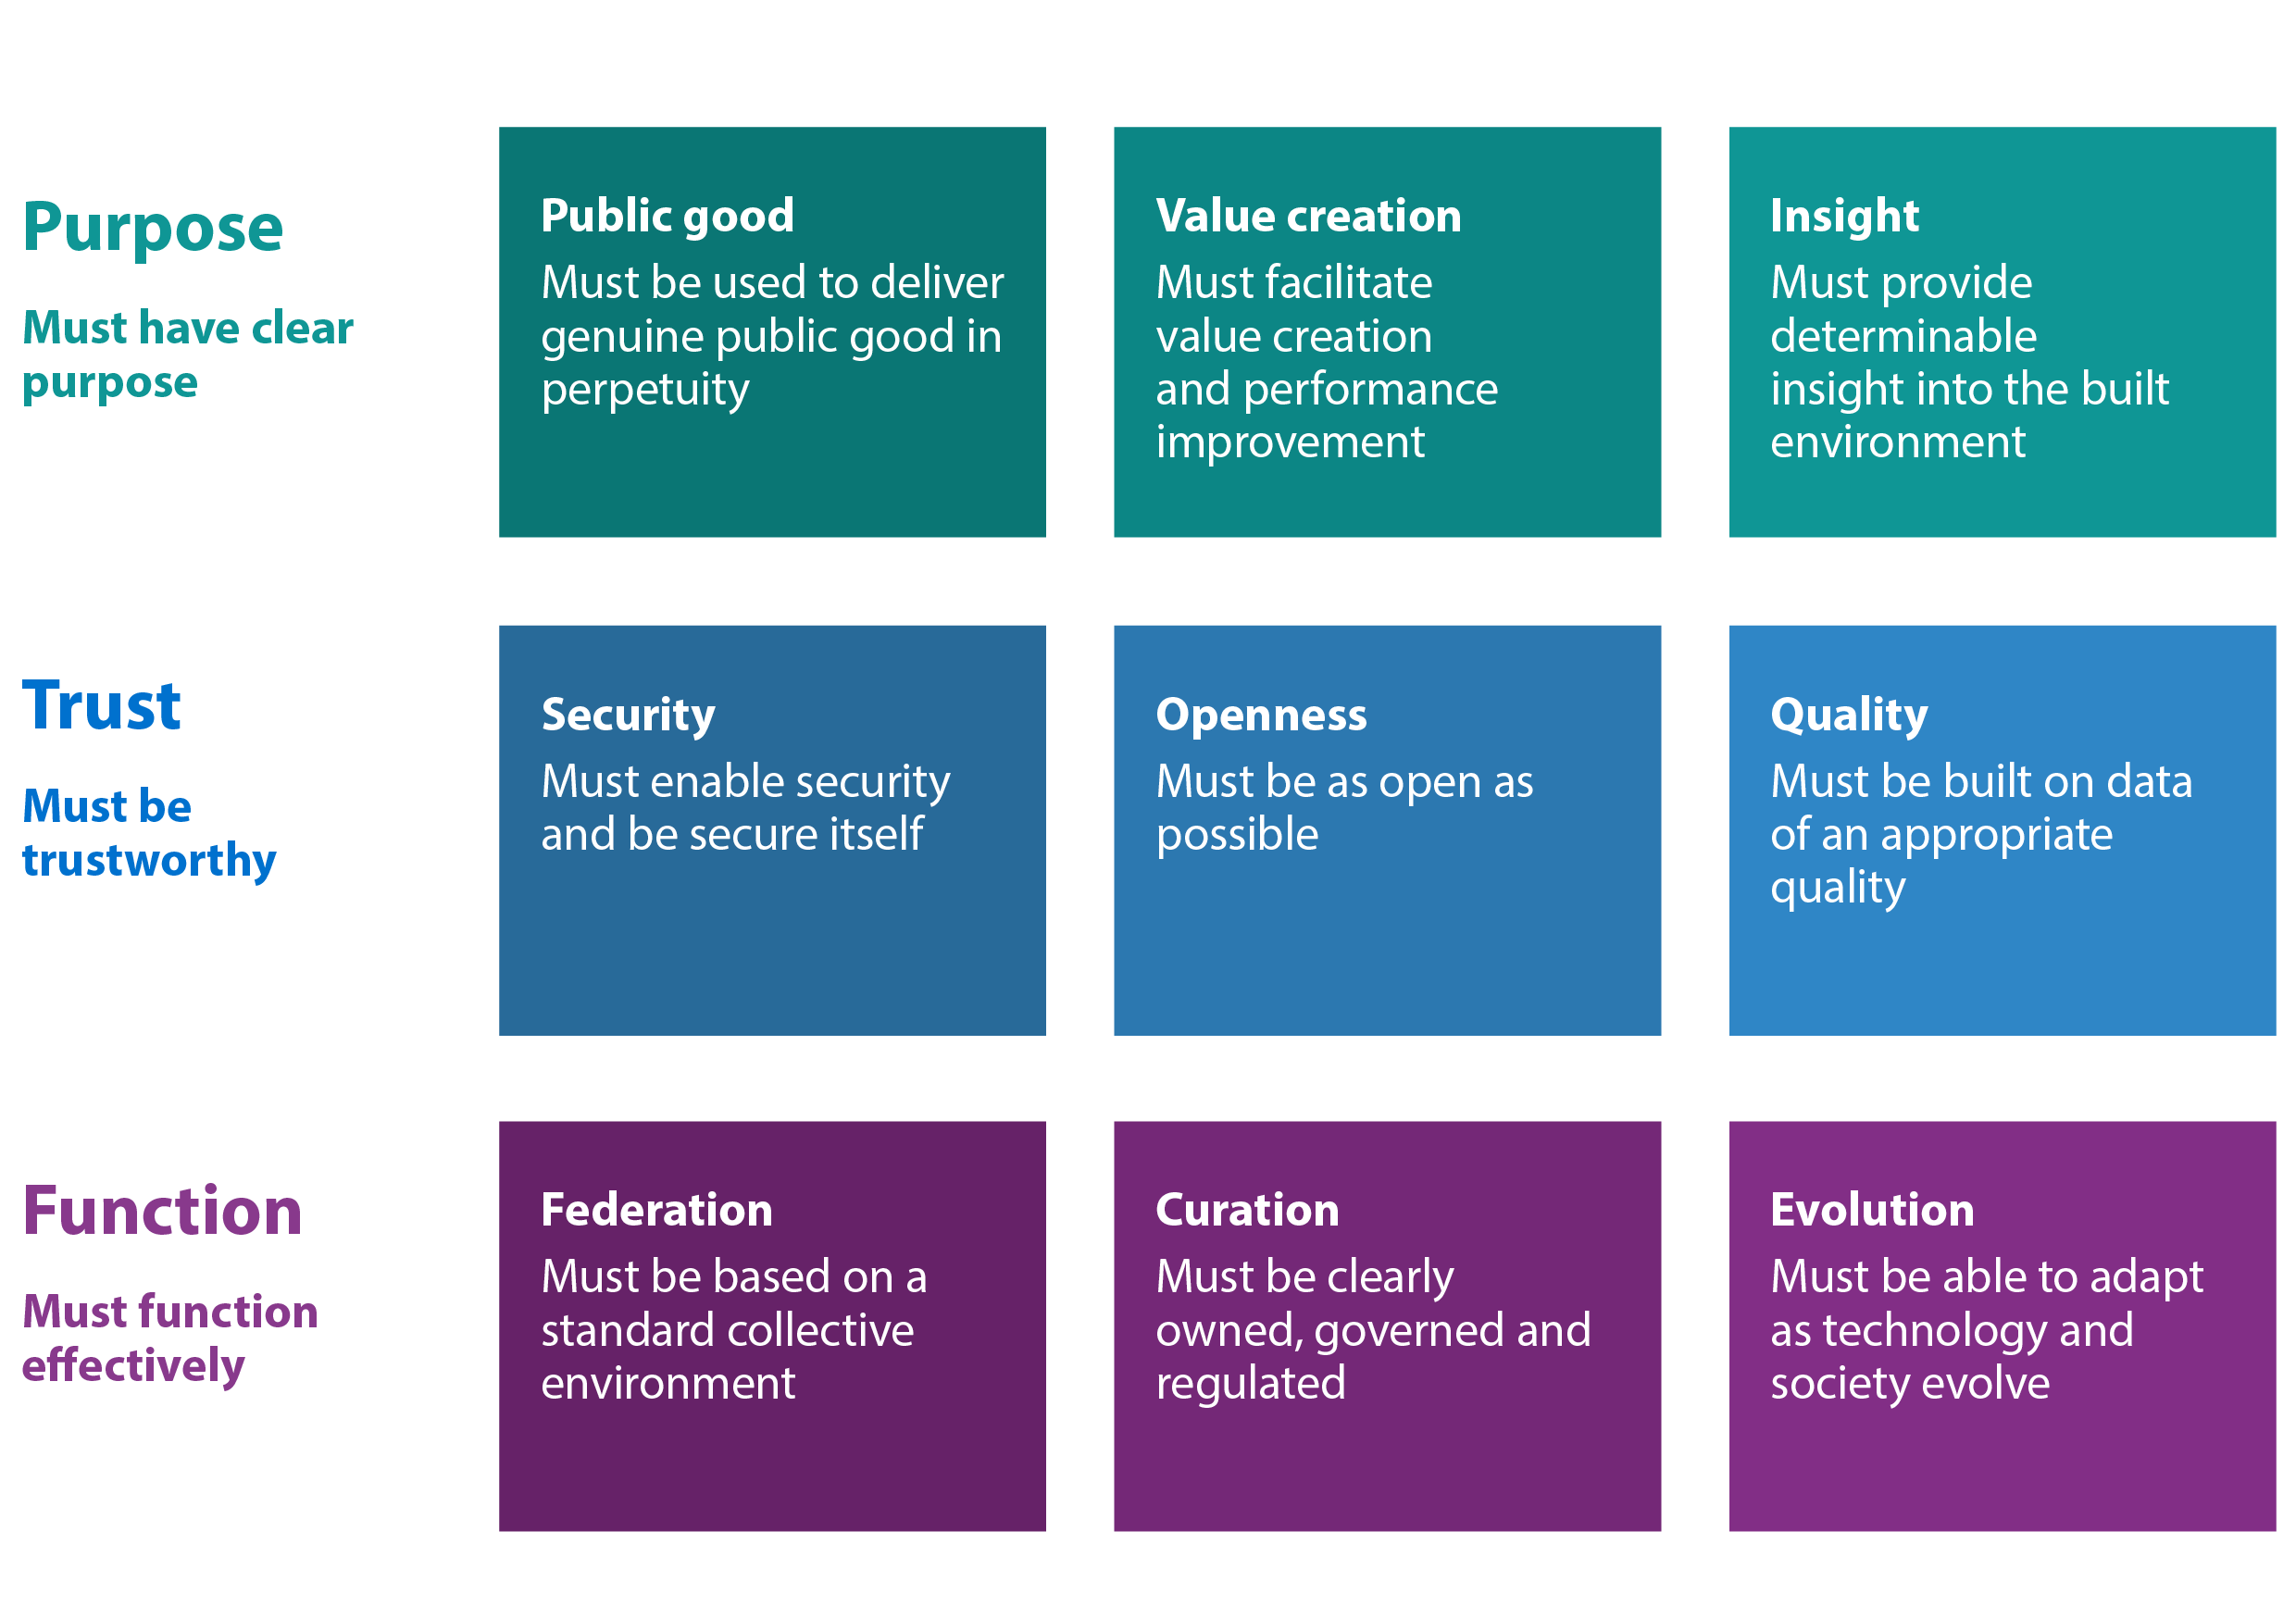 Purpose
Must have clear
purpose
Public good
Must be used to deliver
genuine public good in
perpetuity
Value creation
Must facilitate
value creation
and performance
improvement
Insight
Must provide
determinable
insight into the built
environment
Trust
Must be
trustworthy
Security
Must enable security
and be secure itself
Openness
Must be as open as
possible
Quality
Must be built on data
of an appropriate
quality
Function
Must function
effectively
Federation
Must be based on a
standard collective
environment
Curation
Must be clearly
owned, governed and
regulated
Evolution
Must be able to adapt
as technology and
society evolve